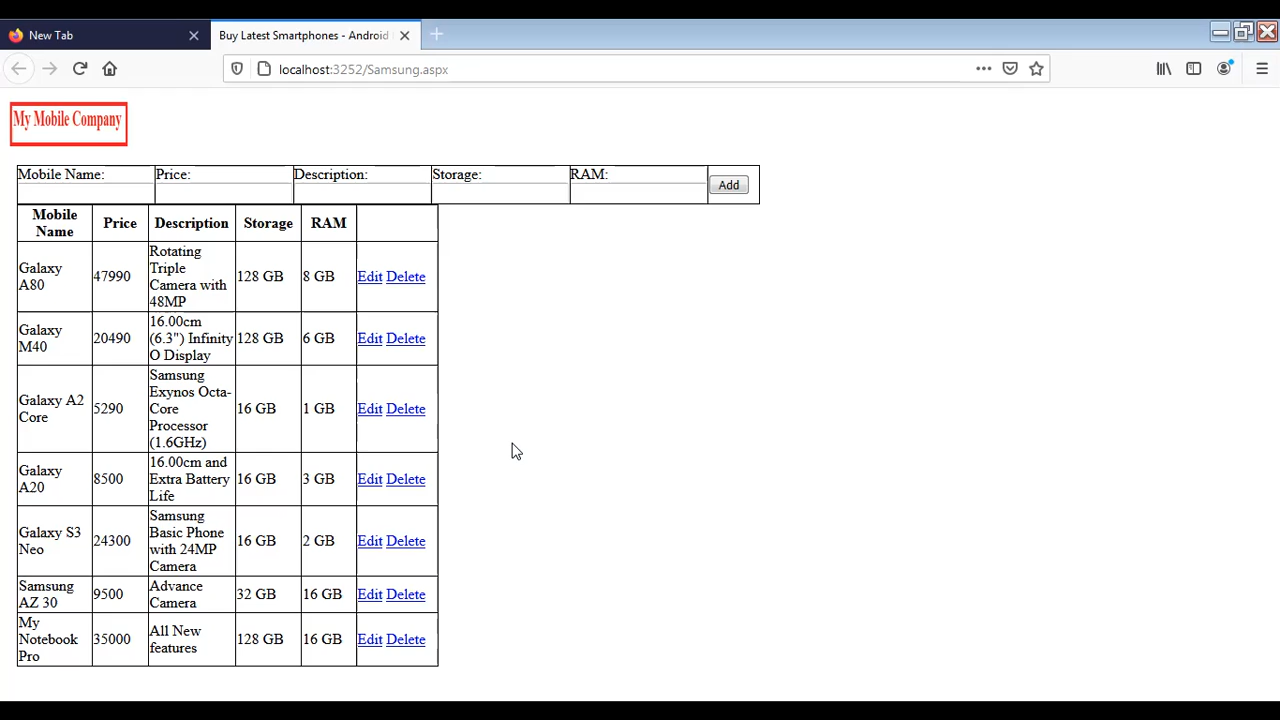 New Tab
Buy Latest Smartphones - Android
localhost:3252/Samsung.aspx
My Mobile Company
Mobile Name: Price: Description: Storage: RAM: Add
Mobile Name Price Description Storage RAM
Galaxy A80 47990 Rotating Triple Camera with 48MP 128 GB 8 GB Edit Delete
Galaxy M40 20490 16.00cm (6.3") Infinity O Display 128 GB 6 GB Edit Delete
Galaxy A2 Core 5290 Samsung Exynos Octa-Core Processor (1.6GHz) 16 GB 1 GB Edit Delete
Galaxy A20 8500 16.00cm and Extra Battery Life 16 GB 3 GB Edit Delete
Galaxy S3 Neo 24300 Samsung Basic Phone with 24MP Camera 16 GB 2 GB Edit Delete
Samsung AZ 30 9500 Advance Camera 32 GB 16 GB Edit Delete
My Notebook Pro 35000 All New features 128 GB 16 GB Edit Delete